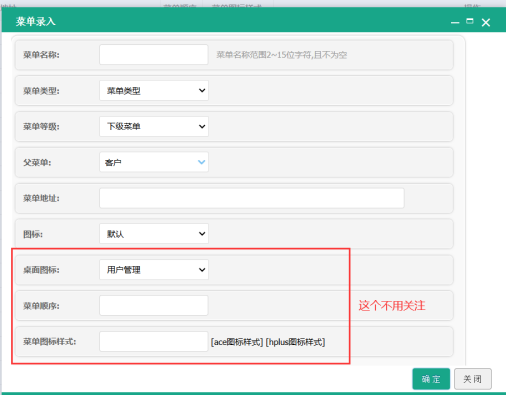 菜单录入
菜单名称: 菜单名称范围2~15位字符,且不为空
菜单类型: 菜单类型
菜单等级: 下级菜单
父菜单: 客户
菜单地址:
图标: 默认
桌面图标: 用户管理
菜单顺序: 这个不用关注
菜单图标样式: [ace图标样式] [hplus图标样式]
确定 关闭